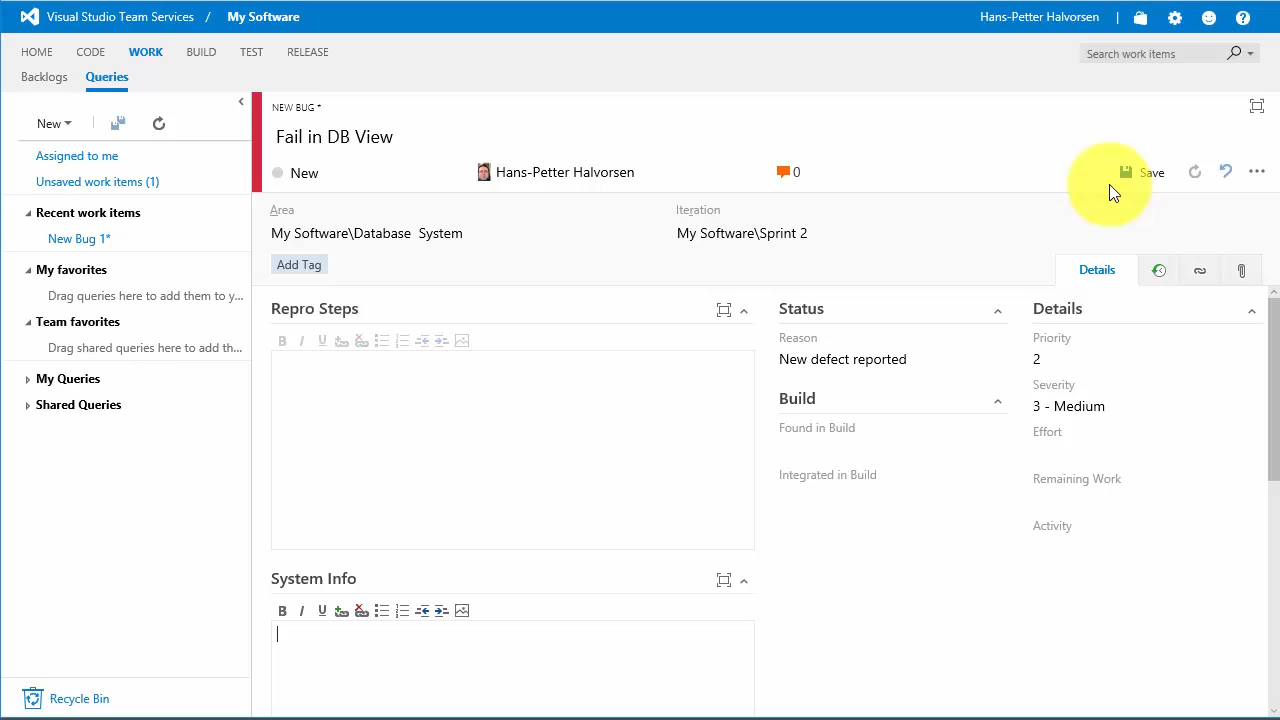 Visual Studio Team Services / My Software
Hans-Petter Halvorsen |
HOME CODE WORK BUILD TEST RELEASE
Search work items
Backlogs Queries
New
Assigned to me
Unsaved work items (1)
Recent work items
New Bug 1*
My favorites
Drag queries here to add them to y...
Team favorites
Drag shared queries here to add th...
My Queries
Shared Queries
Recycle Bin
NEW BUG *
Fail in DB View
New
Hans-Petter Halvorsen
0
Save
Area
My Software\Database System
Iteration
My Software\Sprint 2
Add Tag
Details
Repro Steps
B I U
System Info
B I U
Status
Reason
New defect reported
Build
Found in Build
Integrated in Build
Details
Priority
2
Severity
3 - Medium
Effort
Remaining Work
Activity